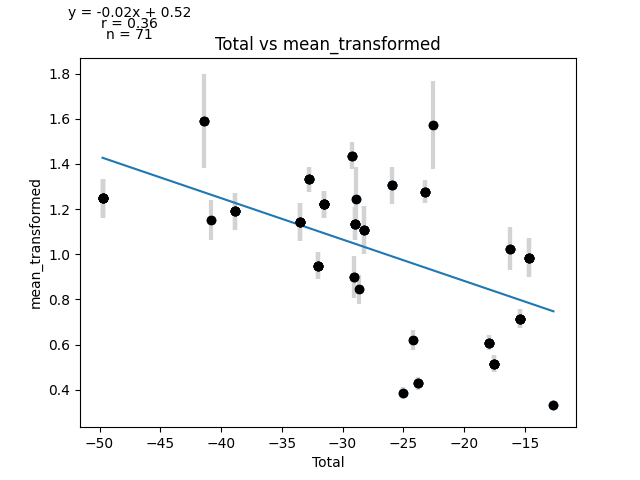 y = -0.02x + 0.52
r = 0.36
n = 71
Total vs mean_transformed
1.8
1.6
1.4
1.2
1.0
0.8
0.6
0.4
mean_transformed
−50
−45
−40
−35
−30
−25
−20
−15
Total